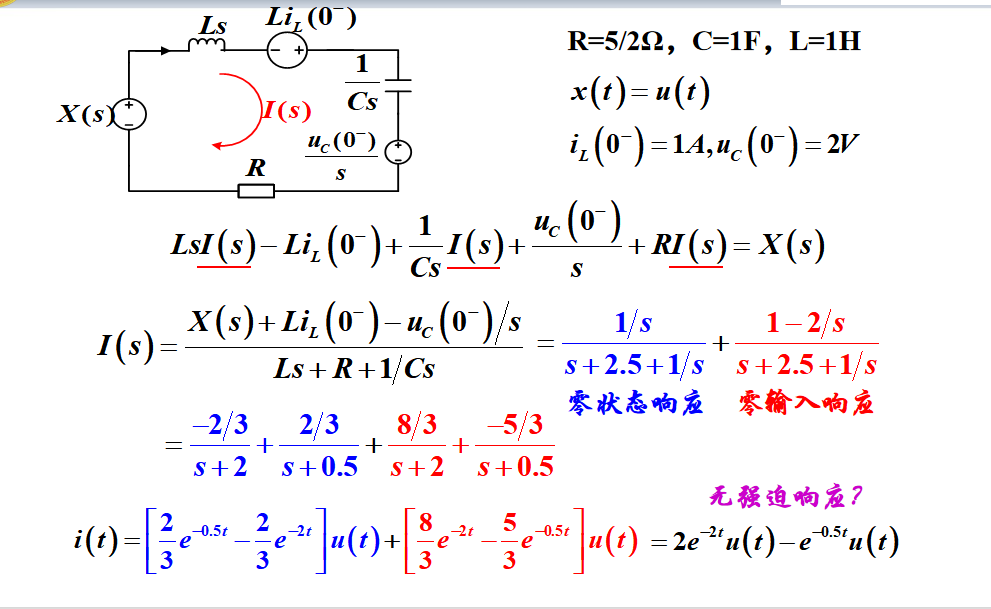 Ls
Li_L(0⁻)
− +
1/Cs
X(s)
+
−
I(s)
u_C(0⁻)/s
+
−
R
R=5/2Ω，C=1F，L=1H
x(t)=u(t)
i_L(0⁻)=1A,u_C(0⁻)=2V
LsI(s)−Li_L(0⁻)+1/Cs I(s)+u_C(0⁻)/s+RI(s)=X(s)
I(s)=(X(s)+Li_L(0⁻)−u_C(0⁻)/s)/(Ls+R+1/Cs)=(1/s)/(s+2.5+1/s)+(1−2/s)/(s+2.5+1/s)
零状态响应 零输入响应
=(−2/3)/(s+2)+(2/3)/(s+0.5)+(8/3)/(s+2)+(−5/3)/(s+0.5)
无强迫响应?
i(t)=[2/3 e^−0.5t − 2/3 e^−2t]u(t)+[8/3 e^−2t − 5/3 e^−0.5t]u(t)=2e^−2t u(t)−e^−0.5t u(t)